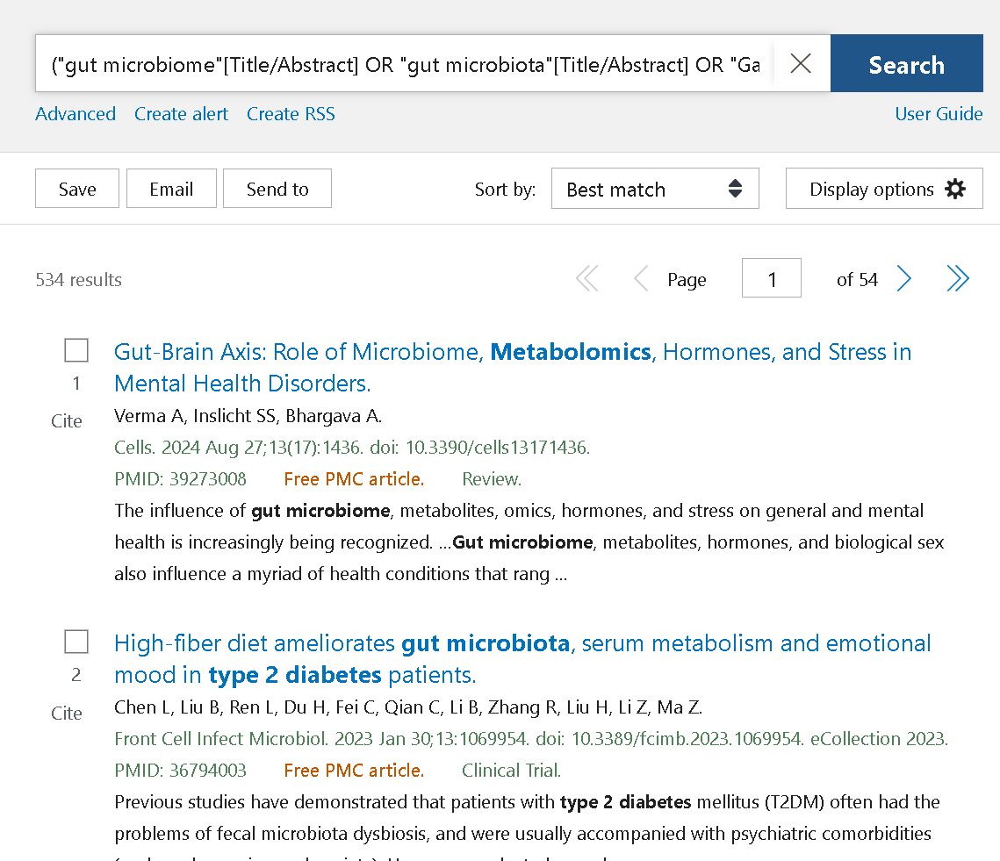 ("gut microbiome"[Title/Abstract] OR "gut microbiota"[Title/Abstract] OR "Ga
Search
Advanced Create alert Create RSS User Guide
Save Email Send to Sort by: Best match Display options
534 results Page 1 of 54
Gut-Brain Axis: Role of Microbiome, Metabolomics, Hormones, and Stress in
1 Mental Health Disorders.
Cite Verma A, Inslicht SS, Bhargava A.
Cells. 2024 Aug 27;13(17):1436. doi: 10.3390/cells13171436.
PMID: 39273008 Free PMC article. Review.
The influence of gut microbiome, metabolites, omics, hormones, and stress on general and mental
health is increasingly being recognized. ...Gut microbiome, metabolites, hormones, and biological sex
also influence a myriad of health conditions that rang ...
High-fiber diet ameliorates gut microbiota, serum metabolism and emotional
2 mood in type 2 diabetes patients.
Cite Chen L, Liu B, Ren L, Du H, Fei C, Qian C, Li B, Zhang R, Liu H, Li Z, Ma Z.
Front Cell Infect Microbiol. 2023 Jan 30;13:1069954. doi: 10.3389/fcimb.2023.1069954. eCollection 2023.
PMID: 36794003 Free PMC article. Clinical Trial.
Previous studies have demonstrated that patients with type 2 diabetes mellitus (T2DM) often had the
problems of fecal microbiota dysbiosis, and were usually accompanied with psychiatric comorbidities